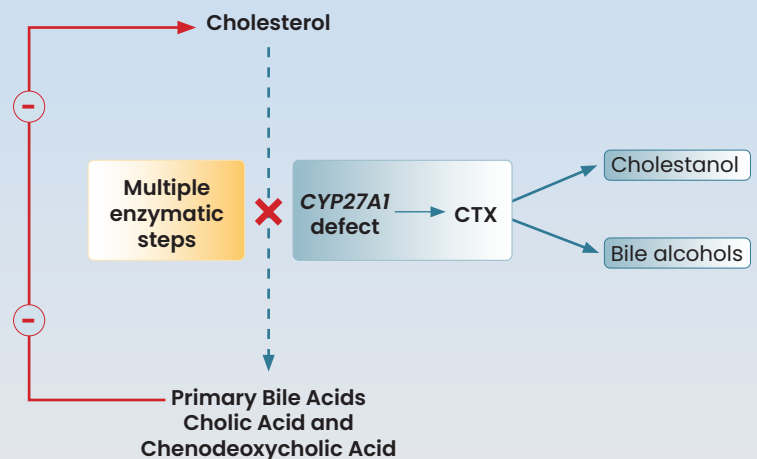 Cholesterol
−
Multiple
enzymatic
steps
CYP27A1
defect
CTX
Cholestanol
Bile alcohols
−
Primary Bile Acids
Cholic Acid and
Chenodeoxycholic Acid